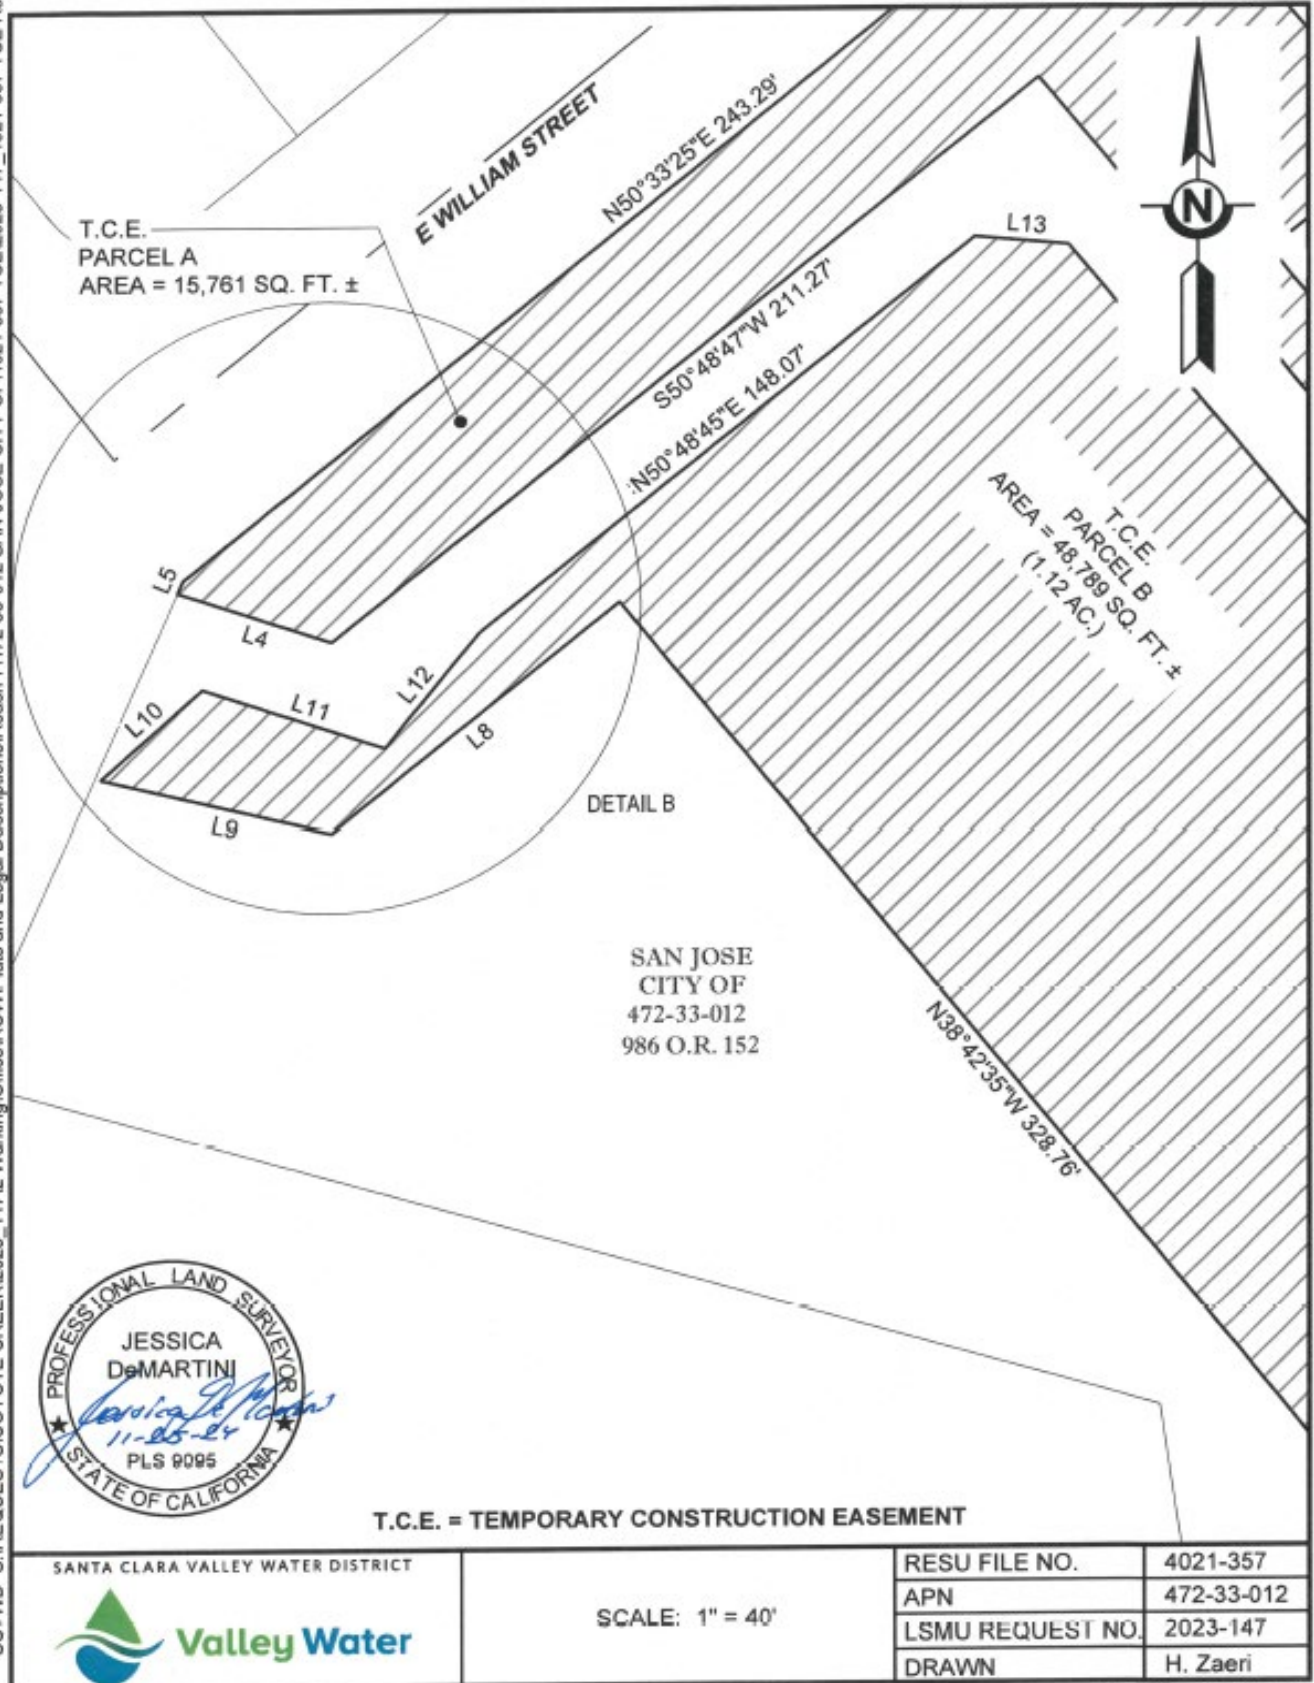 E WILLIAM STREET
N50°33'25"E 243.29'
T.C.E.
PARCEL A
AREA = 15,761 SQ. FT. ±
N
L13
S50°48'47"W 211.27'
N50°48'45"E 148.07'
T.C.E.
PARCEL B
AREA = 48,789 SQ. FT. ±
(1.12 AC.)
L5
L4
L10
L11
L12
L8
L9
DETAIL B
SAN JOSE
CITY OF
472-33-012
986 O.R. 152
N38°42'35"W 328.76'
PROFESSIONAL LAND SURVEYOR
JESSICA
DeMARTINI
11-25-24
PLS 9095
STATE OF CALIFORNIA
T.C.E. = TEMPORARY CONSTRUCTION EASEMENT
SANTA CLARA VALLEY WATER DISTRICT
Valley Water
SCALE: 1" = 40'
RESU FILE NO. 4021-357
APN 472-33-012
LSMU REQUEST NO. 2023-147
DRAWN H. Zaeri